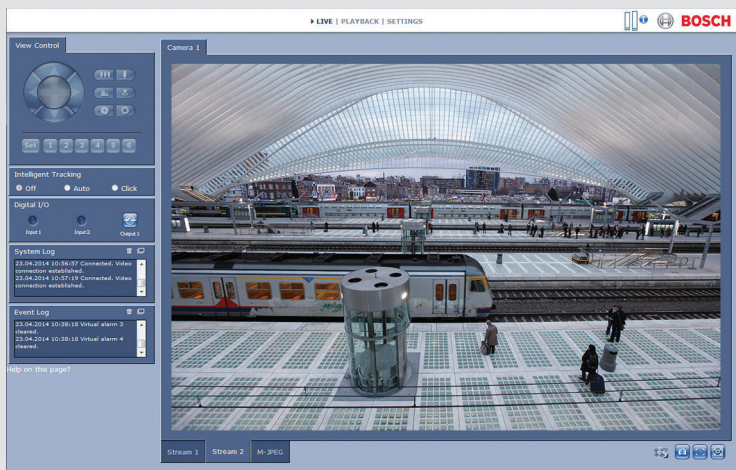 LIVE | PLAYBACK | SETTINGS
BOSCH
View Control
Set 1 2 3 4 5 6
Intelligent Tracking
Off Auto Click
Digital I/O
Input 1 Input 2 Output 1
System Log
23.04.2014 10:56:57 Connected. Video
connection established.
23.04.2014 10:57:19 Connected. Video
connection established.
Event Log
23.04.2014 10:38:18 Virtual alarm 3
cleared.
23.04.2014 10:38:18 Virtual alarm 4
cleared.
Help on this page?
Camera 1
Stream 1 Stream 2 M-JPEG